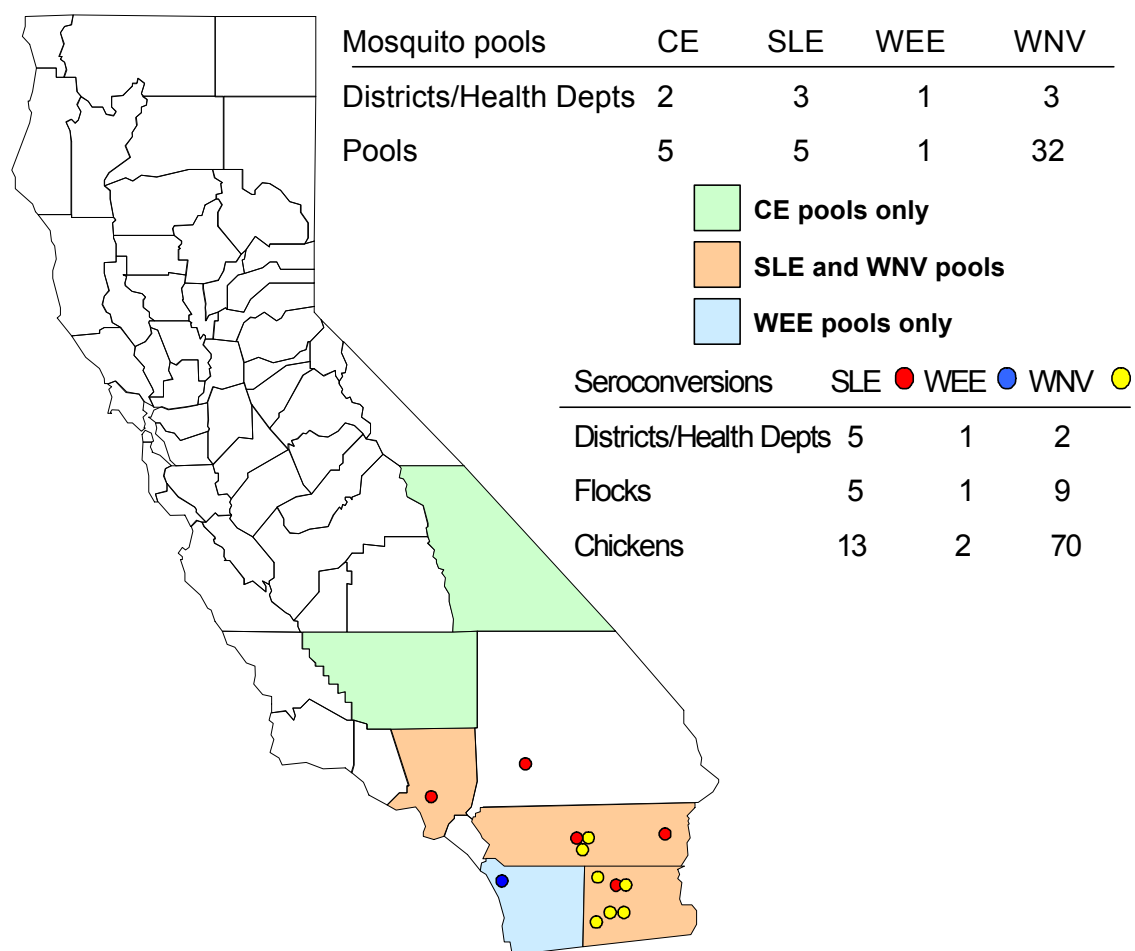 Mosquito pools CE SLE WEE WNV
Districts/Health Depts 2 3 1 3
Pools 5 5 1 32
CE pools only
SLE and WNV pools
WEE pools only
Seroconversions SLE WEE WNV
Districts/Health Depts 5 1 2
Flocks 5 1 9
Chickens 13 2 70